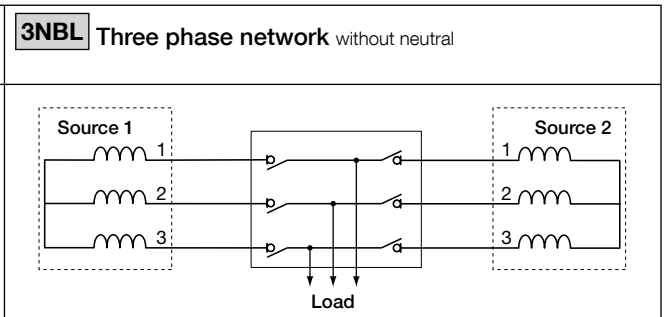 3NBL Three phase network without neutral
Source 1 Source 2
1 1
2 2
3 3
Load